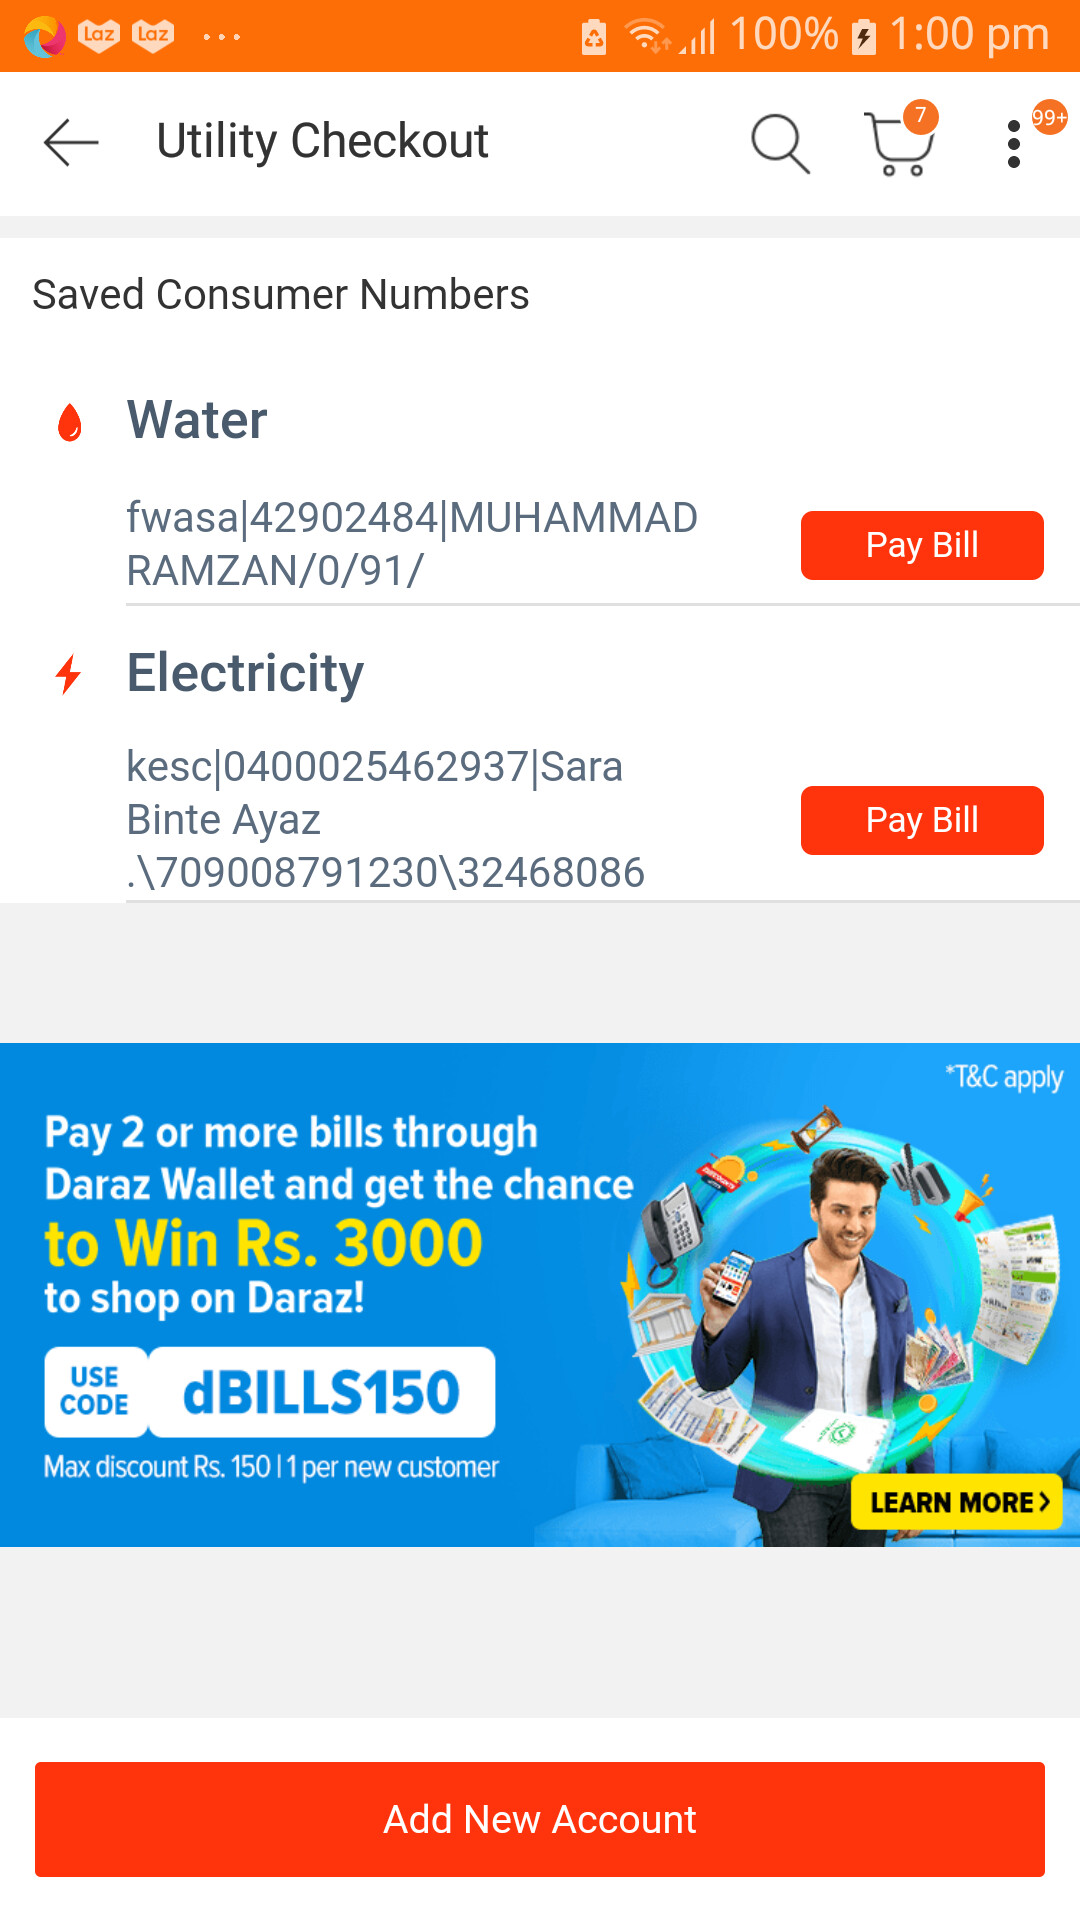 Laz Laz ... 100% 1:00 pm
Utility Checkout 7 99+
Saved Consumer Numbers
Water
fwasa|42902484|MUHAMMAD
RAMZAN/0/91/
Pay Bill
Electricity
kesc|0400025462937|Sara
Binte Ayaz
.\709008791230\32468086
Pay Bill
*T&C apply
Pay 2 or more bills through
Daraz Wallet and get the chance
to Win Rs. 3000
to shop on Daraz!
USE
CODE
dBILLS150
Max discount Rs. 150 | 1 per new customer
LEARN MORE >
Add New Account